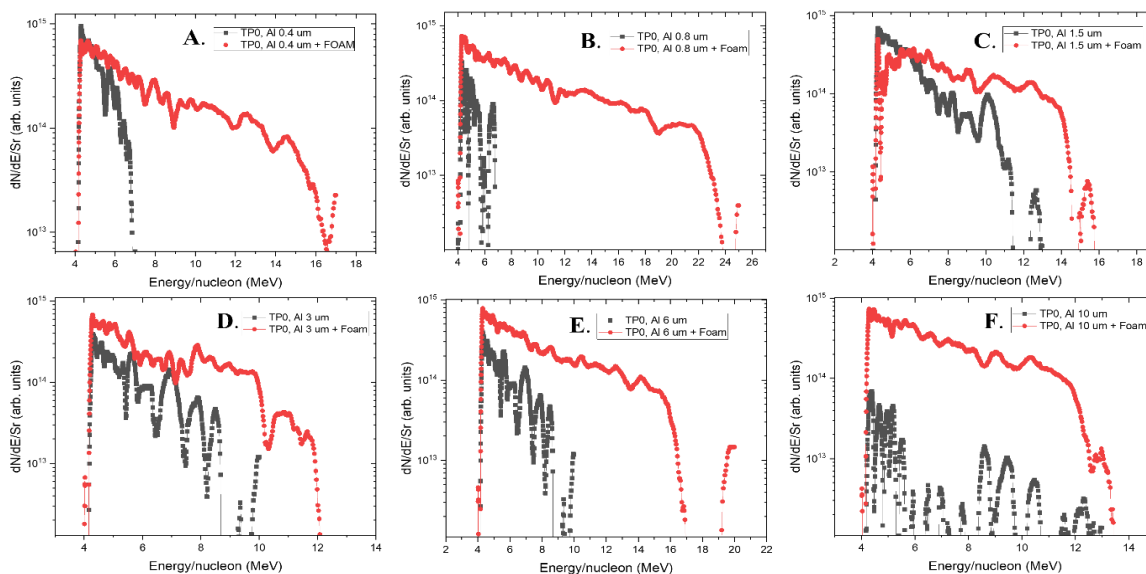 A.
TP0, Al 0.4 um
TP0, Al 0.4 um + FOAM
dN/dE/Sr (arb. units)
10^15
10^14
10^13
4 6 8 10 12 14 16 18
Energy/nucleon (MeV)
B.
TP0, Al 0.8 um
TP0, Al 0.8 um + Foam
dN/dE/Sr (arb. units)
10^15
10^14
10^13
2 4 6 8 10 12 14 16 18 20 22 24 26
Energy/nucleon (MeV)
C.
TP0, Al 1.5 um
TP0, Al 1.5 um + Foam
dN/dE/Sr (arb. units)
10^14
10^13
2 4 6 8 10 12 14 16 18
Energy/nucleon (MeV)
D.
TP0, Al 3 um
TP0, Al 3 um + Foam
dN/dE/Sr (arb. units)
10^15
10^14
10^13
4 6 8 10 12 14
Energy/nucleon (MeV)
E.
TP0, Al 6 um
TP0, Al 6 um + Foam
dN/dE/Sr (arb. units)
10^15
10^14
10^13
2 4 6 8 10 12 14 16 18 20 22
Energy/nucleon (MeV)
F.
TP0, Al 10 um
TP0, Al 10 um + Foam
dN/dE/Sr (arb. units)
10^14
10^13
4 6 8 10 12 14
Energy/nucleon (MeV)